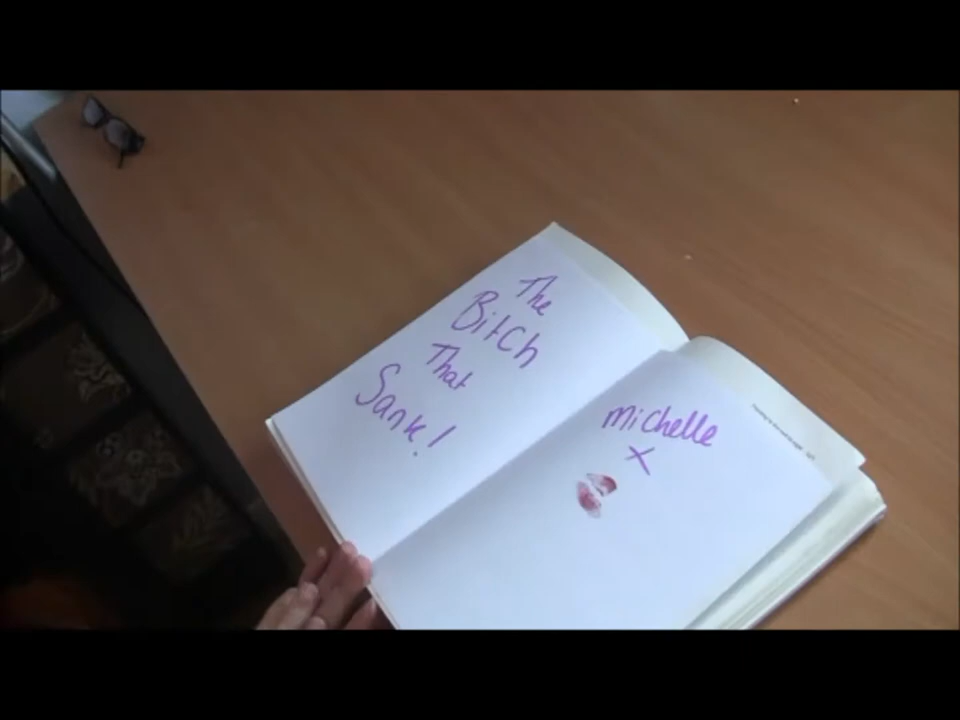 The
Bitch
That
Sank!
Michelle
X